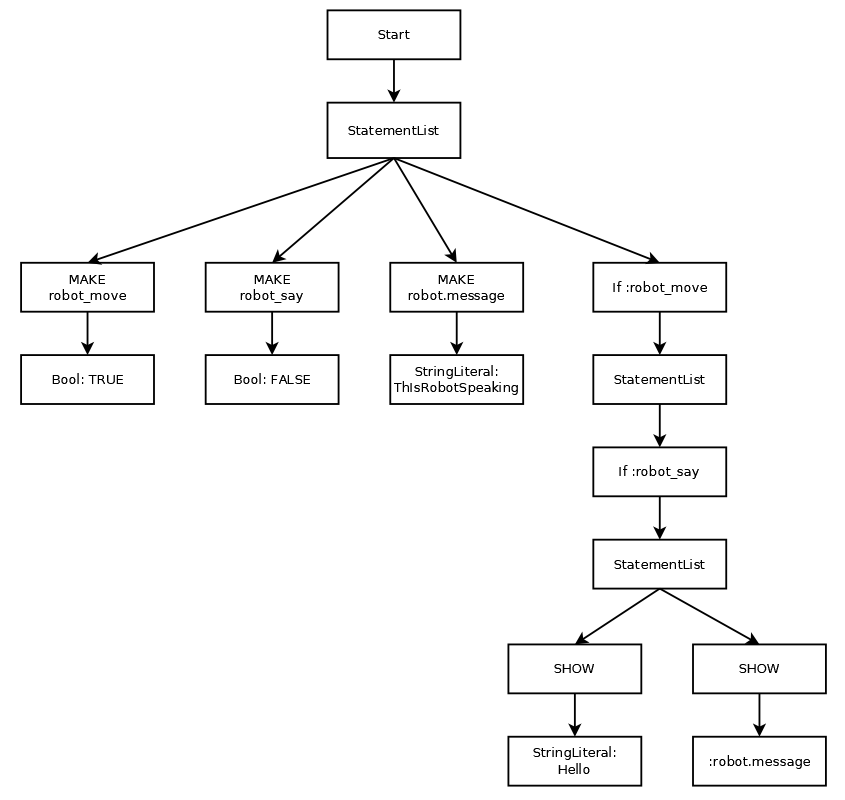 Start
StatementList
MAKE
robot_move
MAKE
robot_say
MAKE
robot.message
If :robot_move
Bool: TRUE
Bool: FALSE
StringLiteral:
ThIsRobotSpeaking
StatementList
If :robot_say
StatementList
SHOW
SHOW
StringLiteral:
Hello
:robot.message